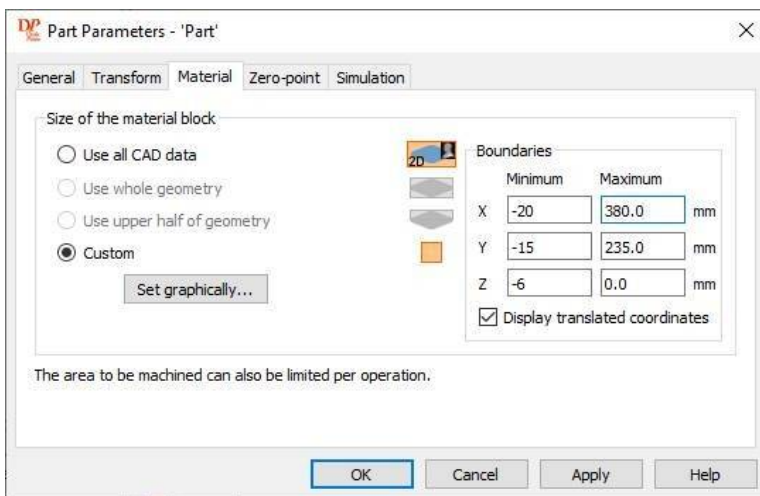 DP Part Parameters - 'Part'
General Transform Material Zero-point Simulation
Size of the material block
Use all CAD data
2D
Use whole geometry
Use upper half of geometry
Custom
Set graphically...
Boundaries
Minimum Maximum
X -20 380.0 mm
Y -15 235.0 mm
Z -6 0.0 mm
Display translated coordinates
The area to be machined can also be limited per operation.
OK Cancel Apply Help